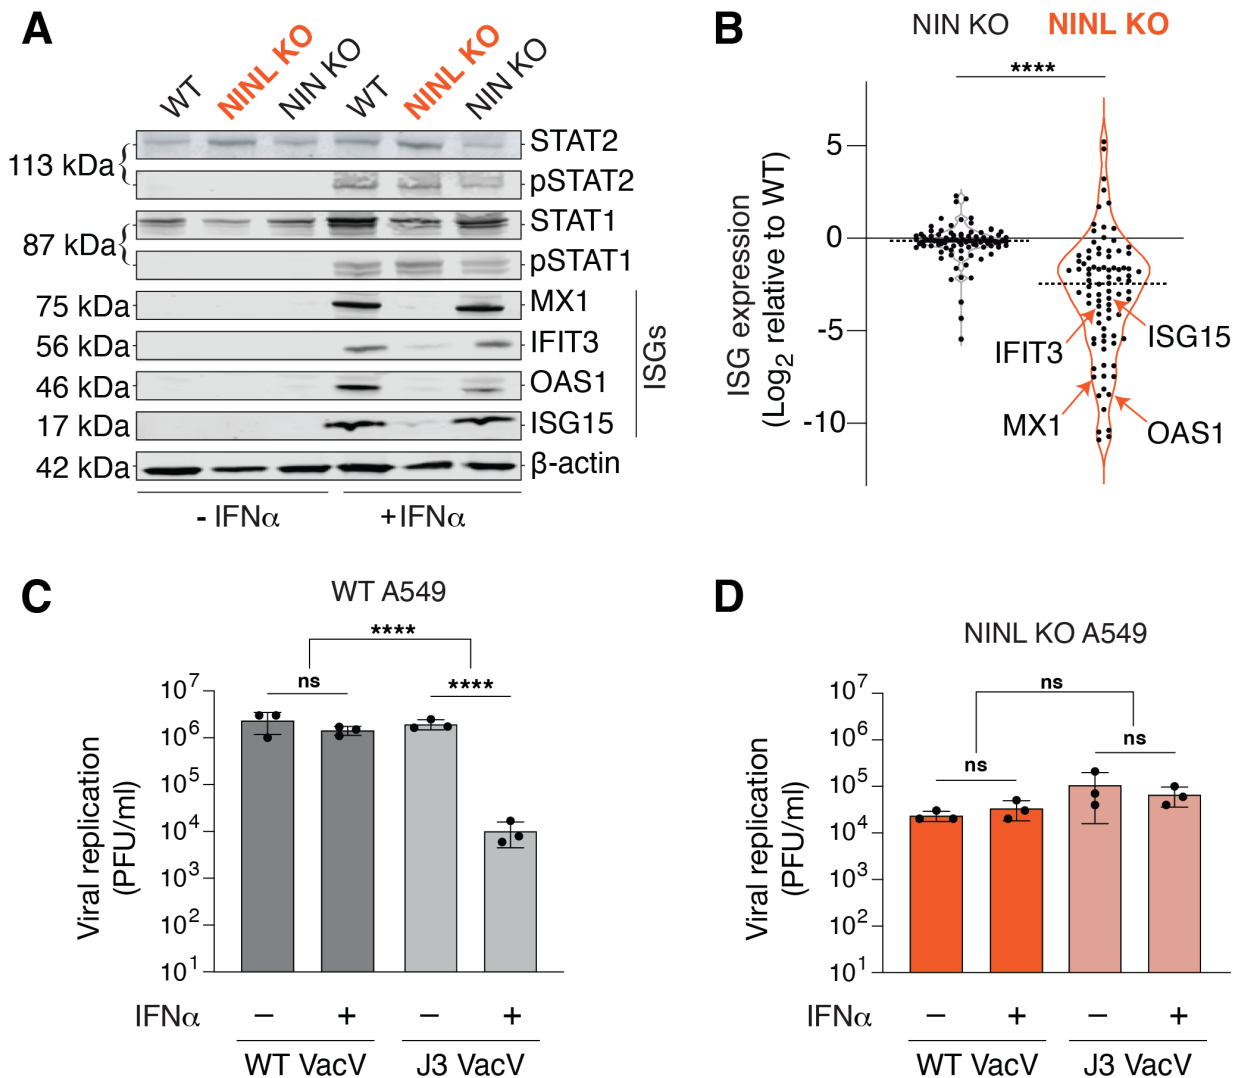 A
WT
NINL KO
NIN KO
WT
NINL KO
NIN KO
113 kDa
STAT2
pSTAT2
87 kDa
STAT1
pSTAT1
75 kDa
MX1
56 kDa
IFIT3
46 kDa
OAS1
17 kDa
ISG15
42 kDa
β-actin
ISGs
- IFNα
+IFNα
B
NIN KO
NINL KO
****
ISG expression
(Log2 relative to WT)
5
0
-5
-10
IFIT3
ISG15
MX1
OAS1
C
WT A549
****
ns
****
Viral replication
(PFU/ml)
10^7
10^6
10^5
10^4
10^3
10^2
10^1
IFNα
−
+
−
+
WT VacV
J3 VacV
D
NINL KO A549
ns
ns
ns
Viral replication
(PFU/ml)
10^7
10^6
10^5
10^4
10^3
10^2
10^1
IFNα
−
+
−
+
WT VacV
J3 VacV